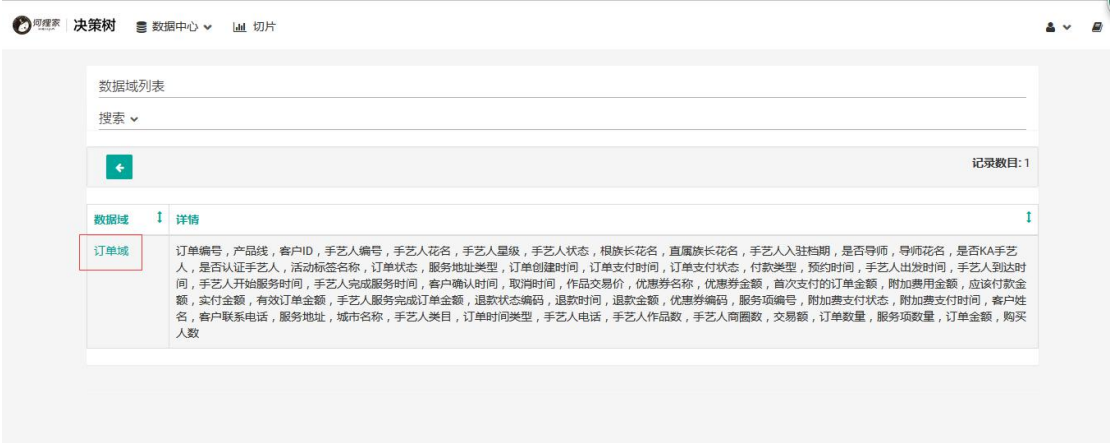 河狸家 决策树 数据中心 切片
数据域列表
搜索
记录数目: 1
数据域 详情
订单域 订单编号，产品线，客户ID，手艺人编号，手艺人花名，手艺人星级，手艺人状态，根族长花名，直属族长花名，手艺人入驻档期，是否导师，导师花名，是否KA手艺
人，是否认证手艺人，活动标签名称，订单状态，服务地址类型，订单创建时间，订单支付时间，订单支付状态，付款类型，预约时间，手艺人出发时间，手艺人到达时
间，手艺人开始服务时间，手艺人完成服务时间，客户确认时间，取消时间，作品交易价，优惠券名称，优惠券金额，首次支付的订单金额，附加费用金额，应该付款金
额，实付金额，有效订单金额，手艺人服务完成订单金额，退款状态编码，退款时间，退款金额，优惠券编码，服务项编号，附加费支付状态，附加费支付时间，客户姓
名，客户联系电话，服务地址，城市名称，手艺人类目，订单时间类型，手艺人电话，手艺人作品数，手艺人商圈数，交易额，订单数量，服务项数量，订单金额，购买
人数